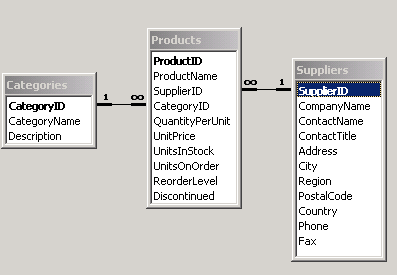 Categories
CategoryID
CategoryName
Description
1
∞
Products
ProductID
ProductName
SupplierID
CategoryID
QuantityPerUnit
UnitPrice
UnitsInStock
UnitsOnOrder
ReorderLevel
Discontinued
∞
1
Suppliers
SupplierID
CompanyName
ContactName
ContactTitle
Address
City
Region
PostalCode
Country
Phone
Fax